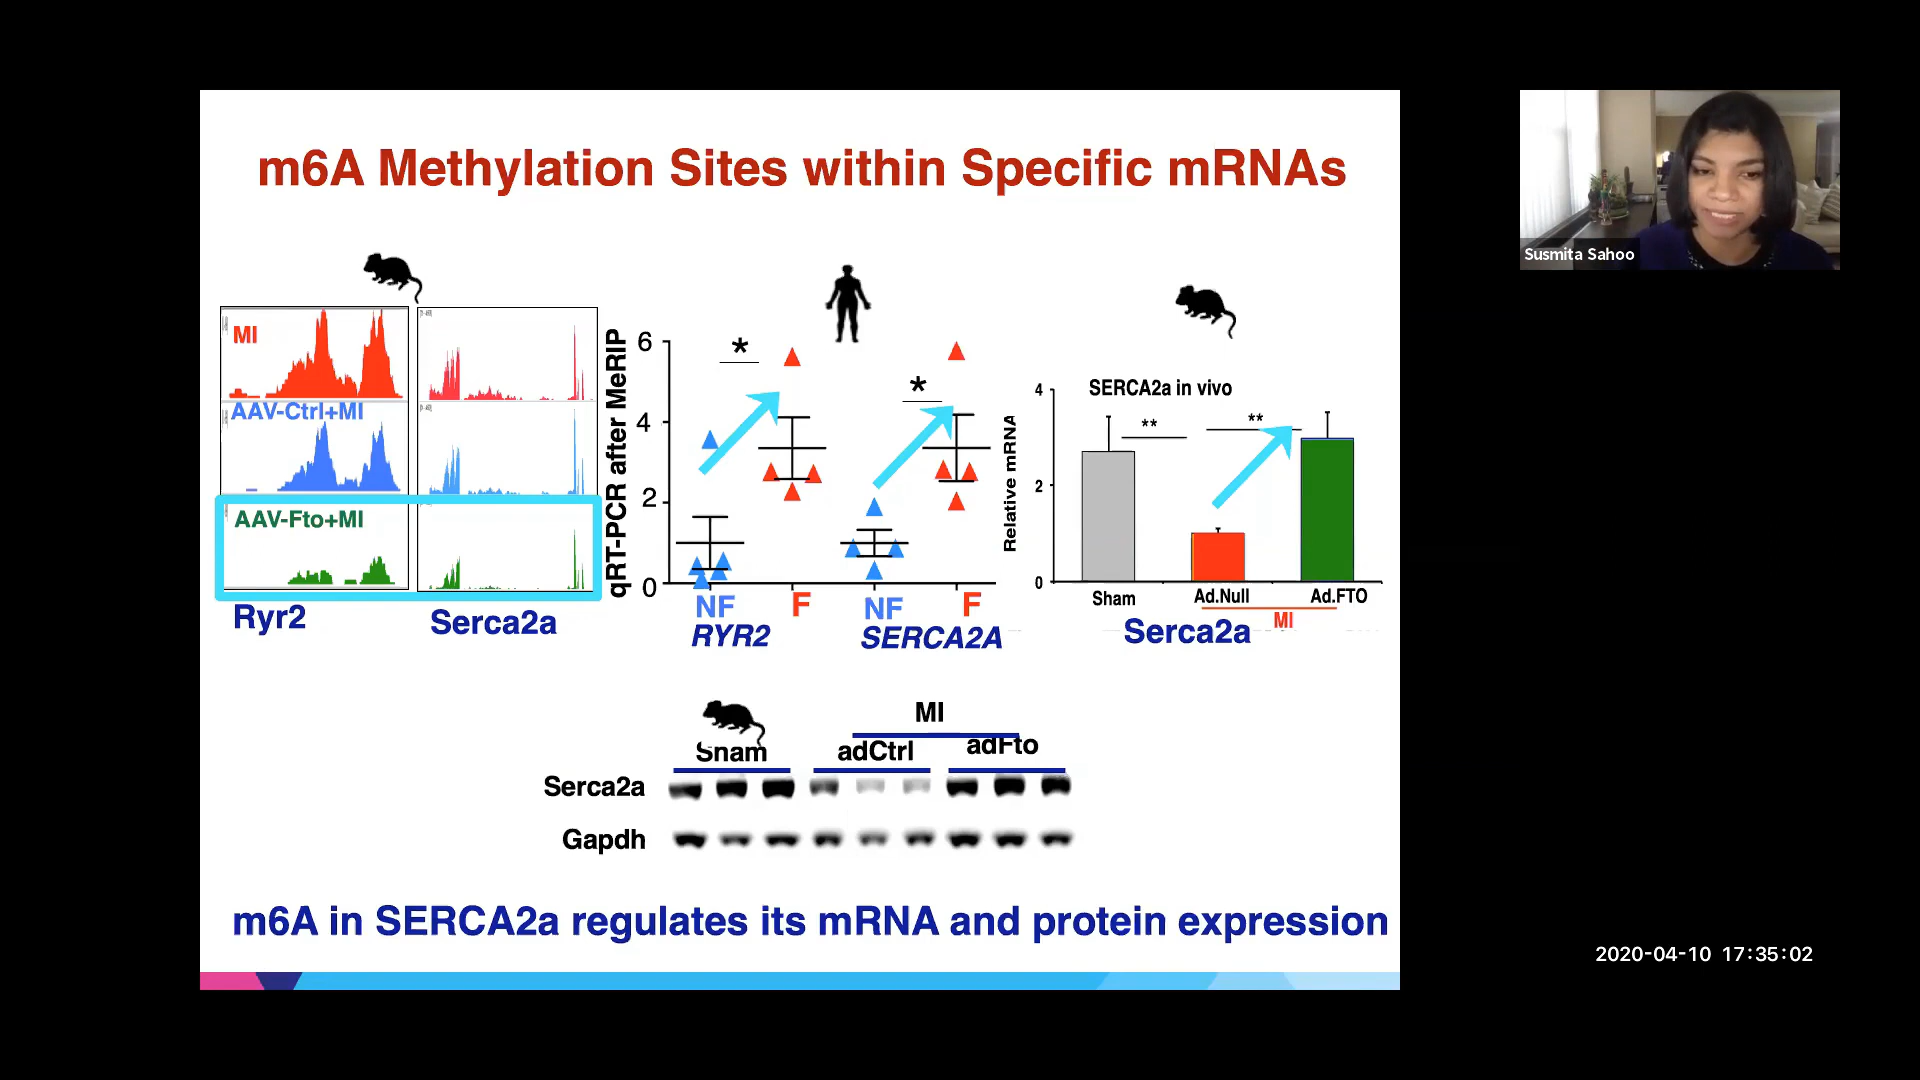 m6A Methylation Sites within Specific mRNAs
Susmita Sahoo
MI
AAV-Ctrl+MI
AAV-Fto+MI
Ryr2
Serca2a
qRT-PCR after MeRIP
6
4
2
0
*
*
NF
F
NF
F
RYR2
SERCA2A
Relative mRNA
4
2
0
SERCA2a in vivo
**
**
Sham
Ad.Null
Ad.FTO
MI
Serca2a
MI
Sham
adCtrl
adFto
Serca2a
Gapdh
m6A in SERCA2a regulates its mRNA and protein expression
2020-04-10 17:35:02